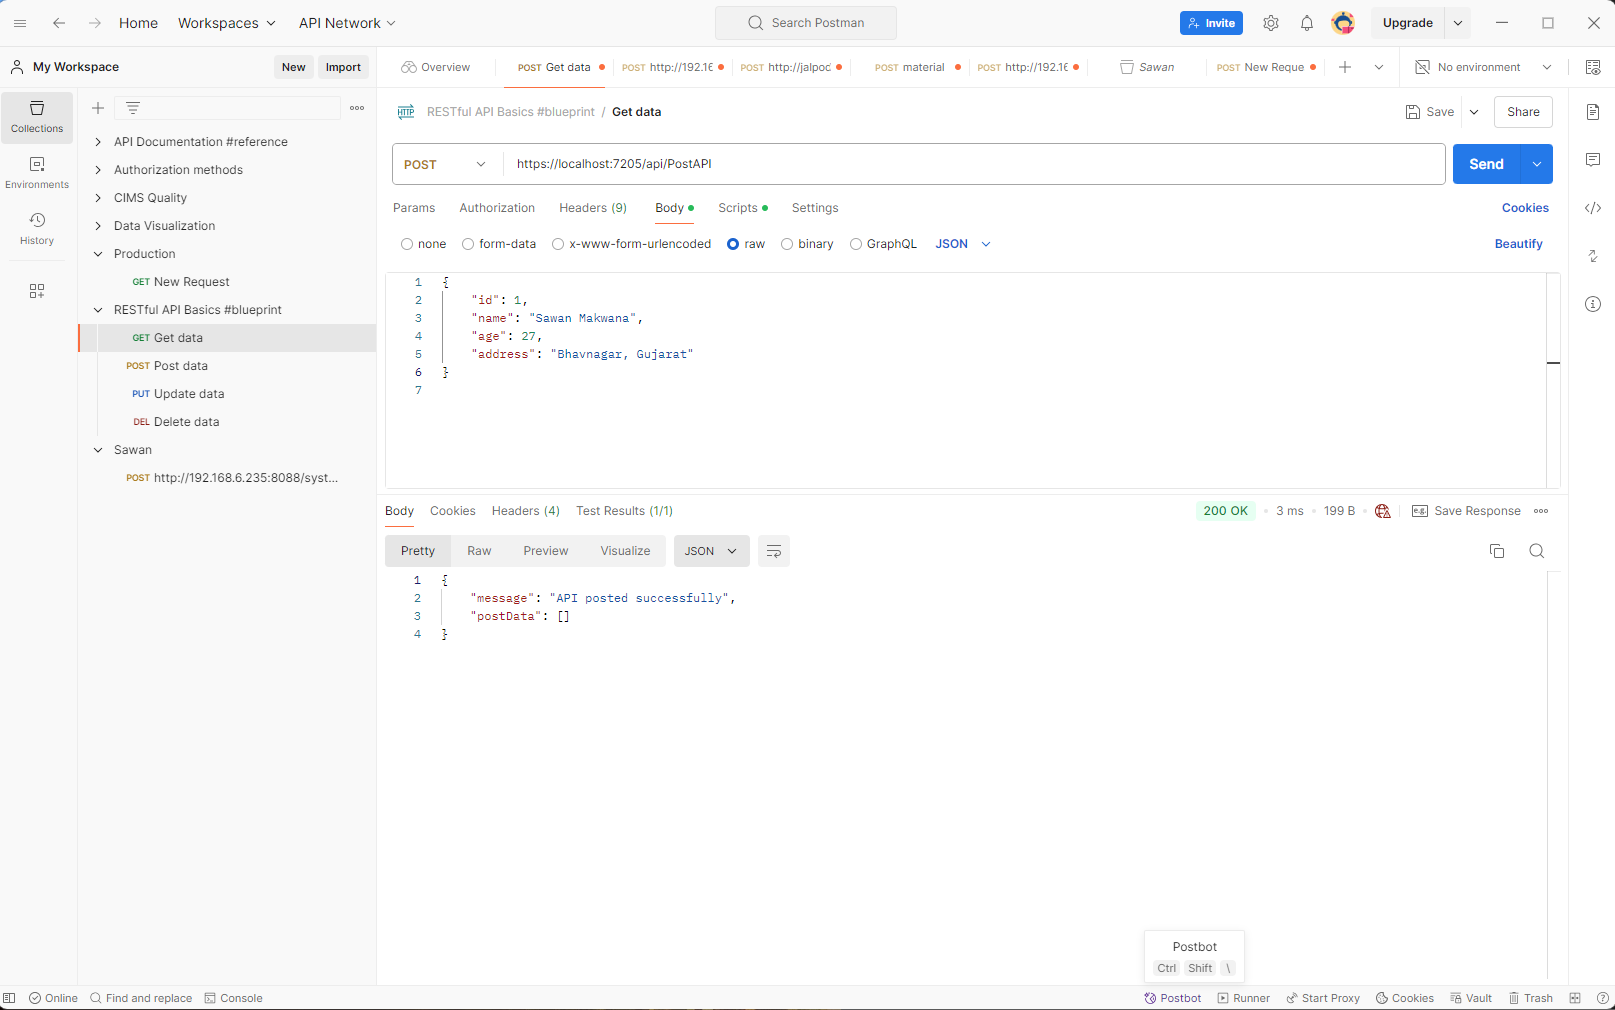 Home Workspaces API Network Search Postman Invite Upgrade
My Workspace New Import Overview POST Get data POST http://192.16 POST http://jalpod POST material POST http://192.16 Sawan POST New Reque No environment
Collections
Environments
History
API Documentation #reference
Authorization methods
CIMS Quality
Data Visualization
Production
GET New Request
RESTful API Basics #blueprint
GET Get data
POST Post data
PUT Update data
DEL Delete data
Sawan
POST http://192.168.6.235:8088/syst...
HTTP RESTful API Basics #blueprint / Get data Save Share
POST https://localhost:7205/api/PostAPI Send
Params Authorization Headers (9) Body Scripts Settings Cookies
none form-data x-www-form-urlencoded raw binary GraphQL JSON Beautify
1 {
2 "id": 1,
3 "name": "Sawan Makwana",
4 "age": 27,
5 "address": "Bhavnagar, Gujarat"
6 }
7
Body Cookies Headers (4) Test Results (1/1) 200 OK 3 ms 199 B e.g. Save Response
Pretty Raw Preview Visualize JSON
1 {
2 "message": "API posted successfully",
3 "postData": []
4 }
Postbot
Ctrl Shift \
Online Find and replace Console Postbot Runner Start Proxy Cookies Vault Trash